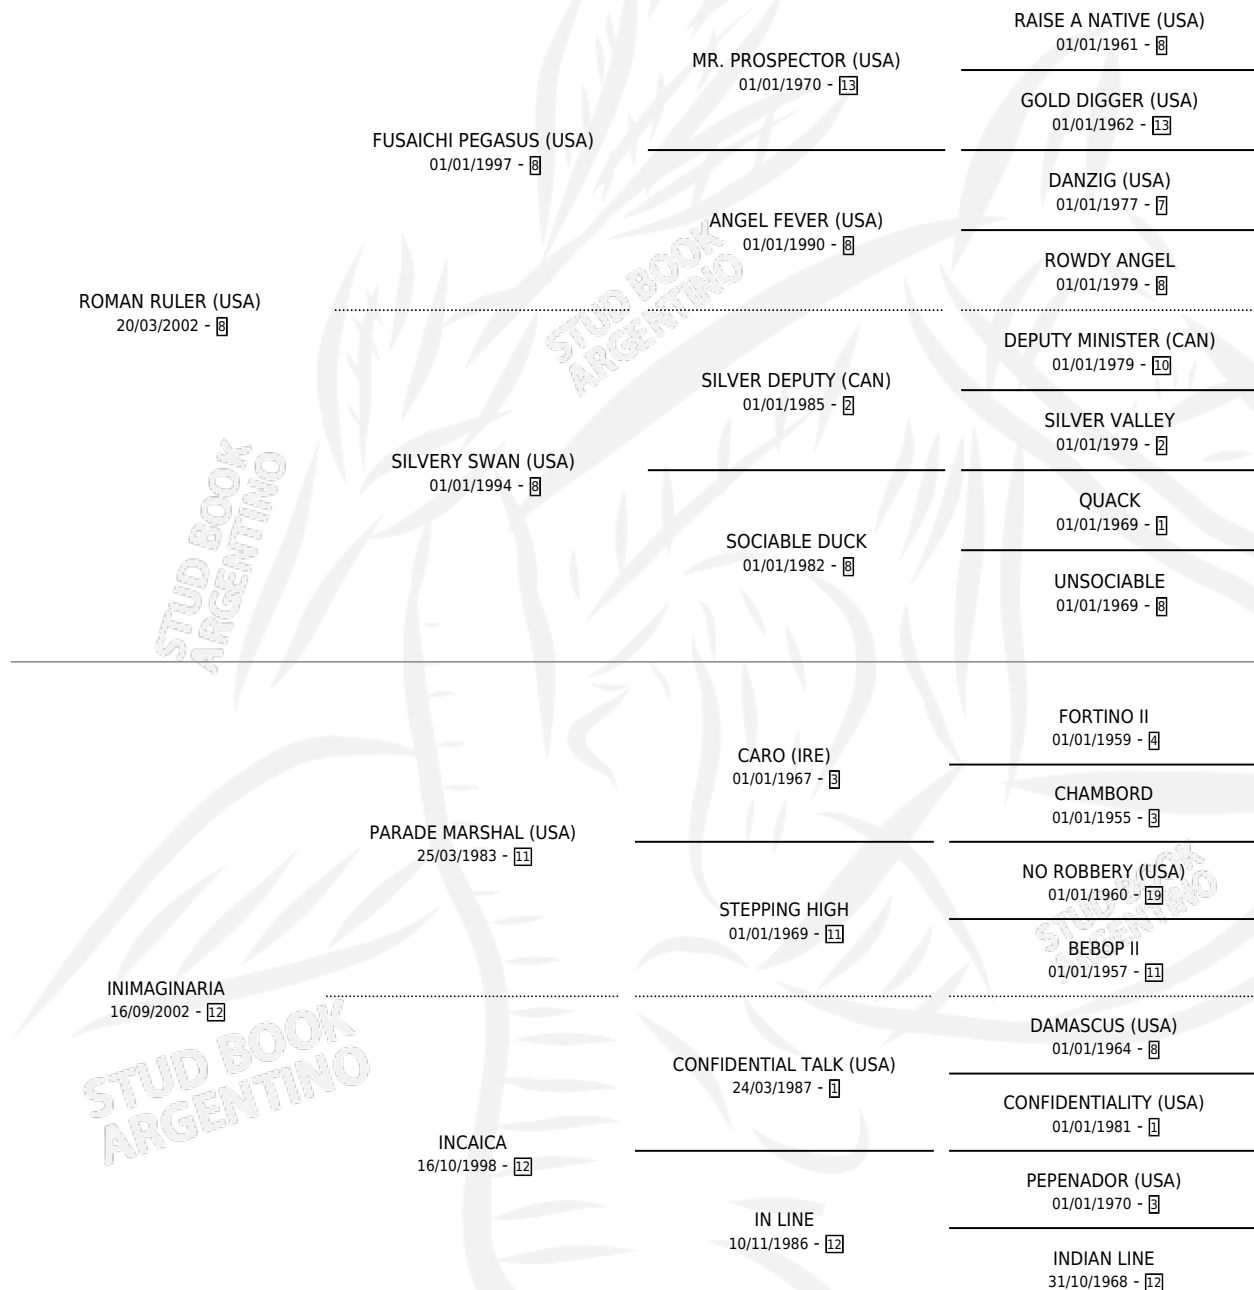 RAISE A NATIVE (USA)
01/01/1961 - 8
MR. PROSPECTOR (USA)
01/01/1970 - 13
GOLD DIGGER (USA)
01/01/1962 - 13
FUSAICHI PEGASUS (USA)
01/01/1997 - 8
DANZIG (USA)
01/01/1977 - 7
ANGEL FEVER (USA)
01/01/1990 - 8
ROWDY ANGEL
01/01/1979 - 8
ROMAN RULER (USA)
20/03/2002 - 8
DEPUTY MINISTER (CAN)
01/01/1979 - 10
SILVER DEPUTY (CAN)
01/01/1985 - 2
SILVER VALLEY
01/01/1979 - 2
SILVERY SWAN (USA)
01/01/1994 - 8
QUACK
01/01/1969 - 1
SOCIABLE DUCK
01/01/1982 - 8
UNSOCIABLE
01/01/1969 - 8
FORTINO II
01/01/1959 - 4
CARO (IRE)
01/01/1967 - 3
CHAMBORD
01/01/1955 - 3
PARADE MARSHAL (USA)
25/03/1983 - 11
NO ROBBERY (USA)
01/01/1960 - 19
STEPPING HIGH
01/01/1969 - 11
BEBOP II
01/01/1957 - 11
INIMAGINARIA
16/09/2002 - 12
DAMASCUS (USA)
01/01/1964 - 8
CONFIDENTIAL TALK (USA)
24/03/1987 - 1
CONFIDENTIALITY (USA)
01/01/1981 - 1
INCAICA
16/10/1998 - 12
PEPENADOR (USA)
01/01/1970 - 3
IN LINE
10/11/1986 - 12
INDIAN LINE
31/10/1968 - 12
STUD BOOK
ARGENTINO
STUD BOOK
ARGENTINO
STUD BOOK
ARGENTINO
STUD BOOK
ARGENTINO